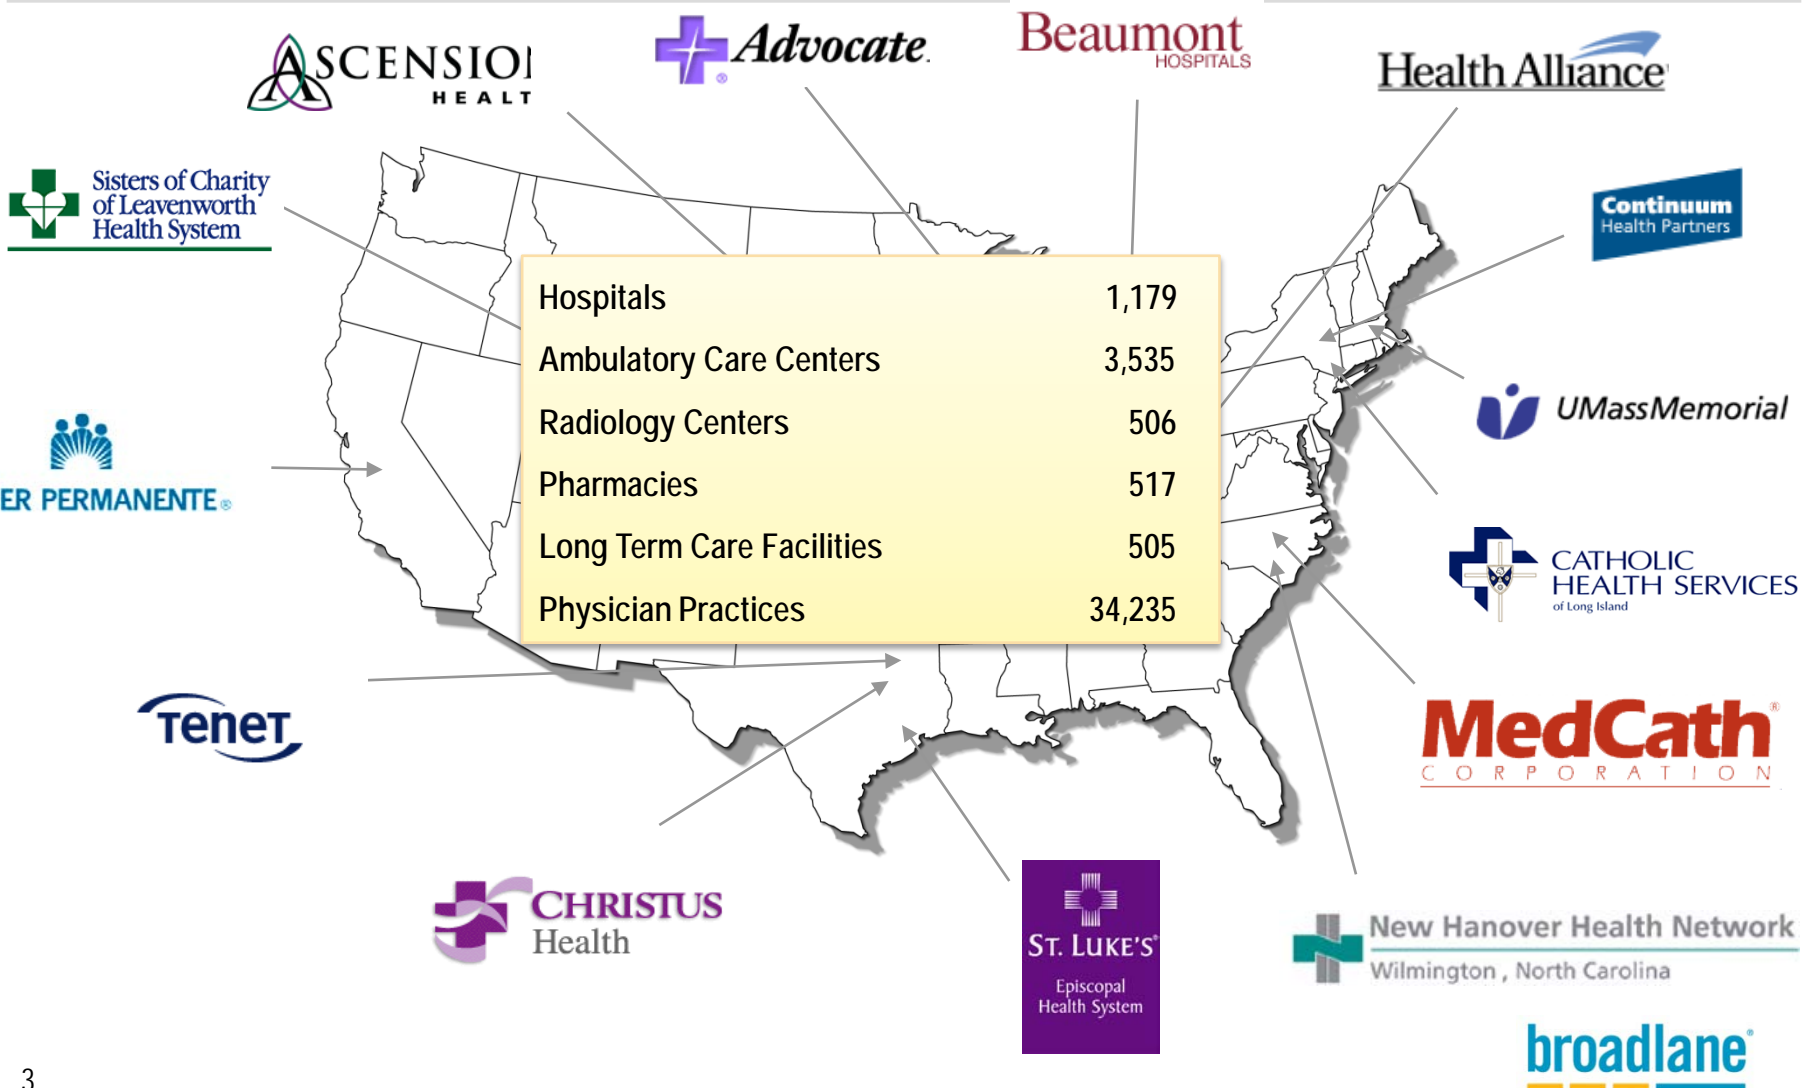 ASCENSIO
HEALT
Advocate
Beaumont
HOSPITALS
Health Alliance
Sisters of Charity
of Leavenworth
Health System
Continuum
Health Partners
Hospitals 1,179
Ambulatory Care Centers 3,535
Radiology Centers 506
Pharmacies 517
Long Term Care Facilities 505
Physician Practices 34,235
UMassMemorial
ER PERMANENTE®
CATHOLIC
HEALTH SERVICES
of Long Island
Tenet
MedCath®
CORPORATION
CHRISTUS
Health
ST. LUKE'S
Episcopal
Health System
New Hanover Health Network
Wilmington, North Carolina
broadlane®
3